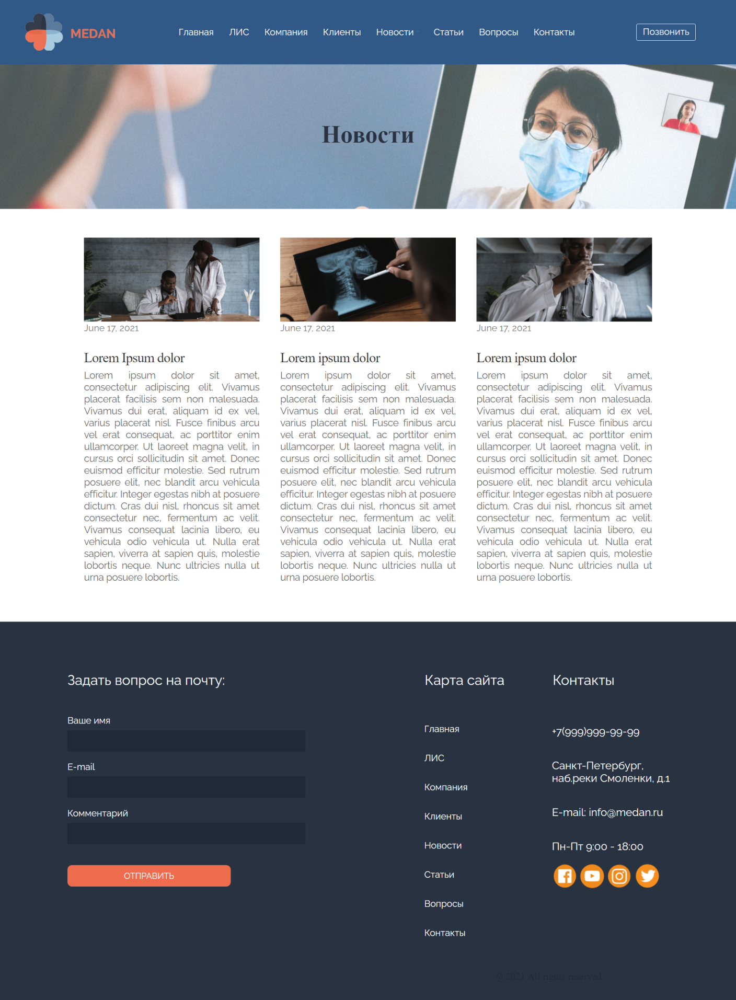 MEDAN
Главная ЛИС Компания Клиенты Новости Статьи Вопросы Контакты
Позвонить
Новости
June 17, 2021
Lorem Ipsum dolor
Lorem ipsum dolor sit amet,
consectetur adipiscing elit. Vivamus
placerat facilisis sem non malesuada.
Vivamus dui erat, aliquam id ex vel,
varius placerat nisl. Fusce finibus arcu
vel erat consequat, ac porttitor enim
ullamcorper. Ut laoreet magna velit, in
cursus orci sollicitudin sit amet. Donec
euismod efficitur molestie. Sed rutrum
posuere elit, nec blandit arcu vehicula
efficitur. Integer egestas nibh at posuere
dictum. Cras dui nisl, rhoncus sit amet
consectetur nec, fermentum ac velit.
Vivamus consequat lacinia libero, eu
vehicula odio vehicula ut. Nulla erat
sapien, viverra at sapien quis, molestie
lobortis neque. Nunc ultricies nulla ut
urna posuere lobortis.
June 17, 2021
Lorem ipsum dolor
Lorem ipsum dolor sit amet,
consectetur adipiscing elit. Vivamus
placerat facilisis sem non malesuada.
Vivamus dui erat, aliquam id ex vel,
varius placerat nisl. Fusce finibus arcu
vel erat consequat, ac porttitor enim
ullamcorper. Ut laoreet magna velit, in
cursus orci sollicitudin sit amet. Donec
euismod efficitur molestie. Sed rutrum
posuere elit, nec blandit arcu vehicula
efficitur. Integer egestas nibh at posuere
dictum. Cras dui nisl, rhoncus sit amet
consectetur nec, fermentum ac velit.
Vivamus consequat lacinia libero, eu
vehicula odio vehicula ut. Nulla erat
sapien, viverra at sapien quis, molestie
lobortis neque. Nunc ultricies nulla ut
urna posuere lobortis.
June 17, 2021
Lorem ipsum dolor
Lorem ipsum dolor sit amet,
consectetur adipiscing elit. Vivamus
placerat facilisis sem non malesuada.
Vivamus dui erat, aliquam id ex vel,
varius placerat nisl. Fusce finibus arcu
vel erat consequat, ac porttitor enim
ullamcorper. Ut laoreet magna velit, in
cursus orci sollicitudin sit amet. Donec
euismod efficitur molestie. Sed rutrum
posuere elit, nec blandit arcu vehicula
efficitur. Integer egestas nibh at posuere
dictum. Cras dui nisl, rhoncus sit amet
consectetur nec, fermentum ac velit.
Vivamus consequat lacinia libero, eu
vehicula odio vehicula ut. Nulla erat
sapien, viverra at sapien quis, molestie
lobortis neque. Nunc ultricies nulla ut
urna posuere lobortis.
Задать вопрос на почту:
Ваше имя
E-mail
Комментарий
ОТПРАВИТЬ
Карта сайта
Главная
ЛИС
Компания
Клиенты
Новости
Статьи
Вопросы
Контакты
Контакты
+7(999)999-99-99
Санкт-Петербург,
наб.реки Смоленки, д.1
E-mail: info@medan.ru
Пн-Пт 9:00 - 18:00
@2021 All rights reserved